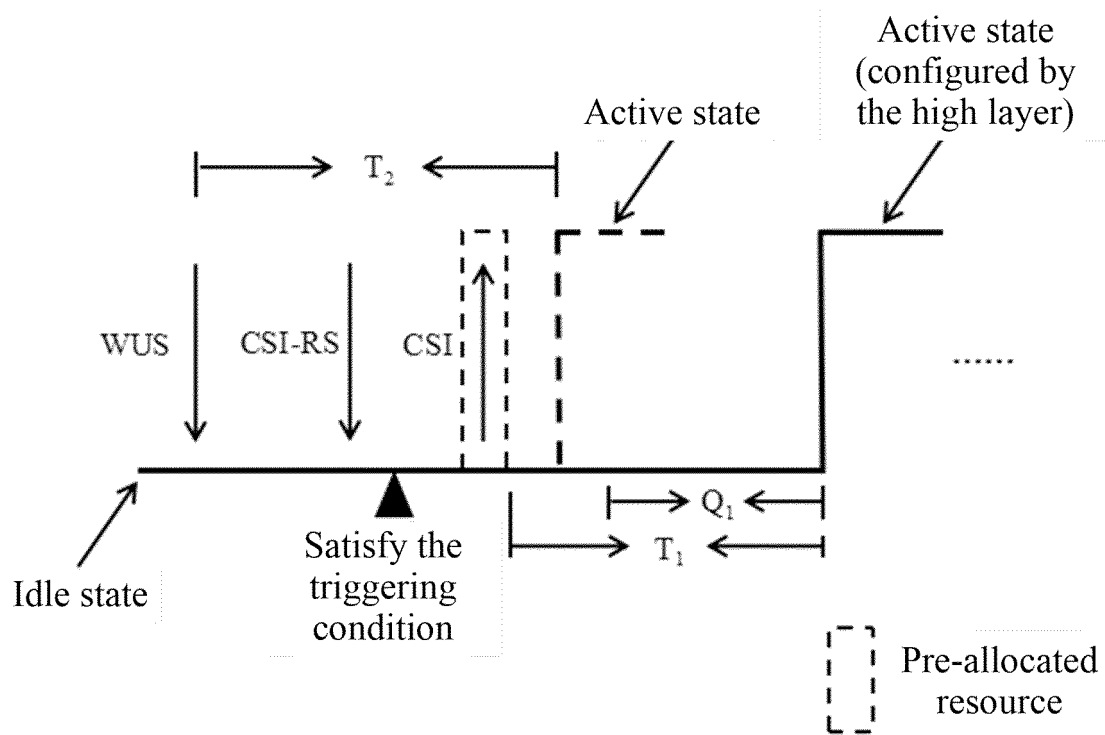 Active state
(configured by
the high layer)
Active state
T₂
WUS
CSI-RS
CSI
......
Q₁
T₁
Satisfy the
triggering
condition
Idle state
Pre-allocated
resource